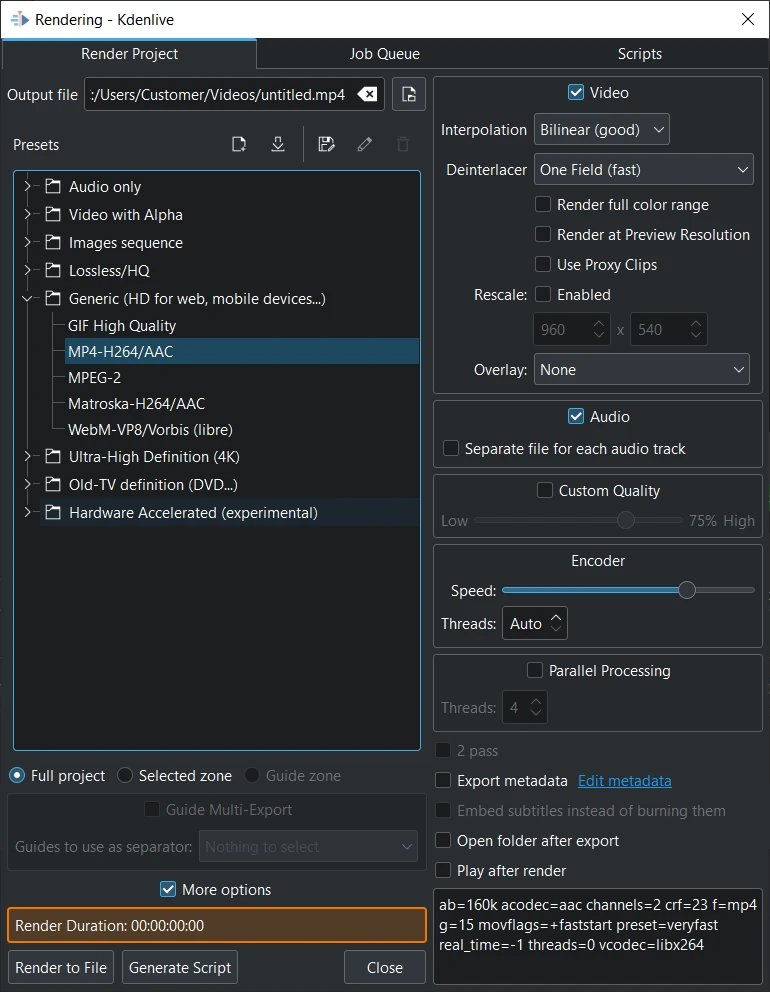 Rendering - Kdenlive
Render Project
Job Queue
Scripts
Output file
:/Users/Customer/Videos/untitled.mp4
Presets
Audio only
Video with Alpha
Images sequence
Lossless/HQ
Generic (HD for web, mobile devices...)
GIF High Quality
MP4-H264/AAC
MPEG-2
Matroska-H264/AAC
WebM-VP8/Vorbis (libre)
Ultra-High Definition (4K)
Old-TV definition (DVD...)
Hardware Accelerated (experimental)
Full project
Selected zone
Guide zone
Guide Multi-Export
Guides to use as separator: Nothing to select
More options
Render Duration: 00:00:00:00
Render to File
Generate Script
Close
Video
Interpolation Bilinear (good)
Deinterlacer One Field (fast)
Render full color range
Render at Preview Resolution
Use Proxy Clips
Rescale: Enabled
960 x 540
Overlay: None
Audio
Separate file for each audio track
Custom Quality
Low 75% High
Encoder
Speed:
Threads: Auto
Parallel Processing
Threads: 4
2 pass
Export metadata Edit metadata
Embed subtitles instead of burning them
Open folder after export
Play after render
ab=160k acodec=aac channels=2 crf=23 f=mp4
g=15 movflags=+faststart preset=veryfast
real_time=-1 threads=0 vcodec=libx264